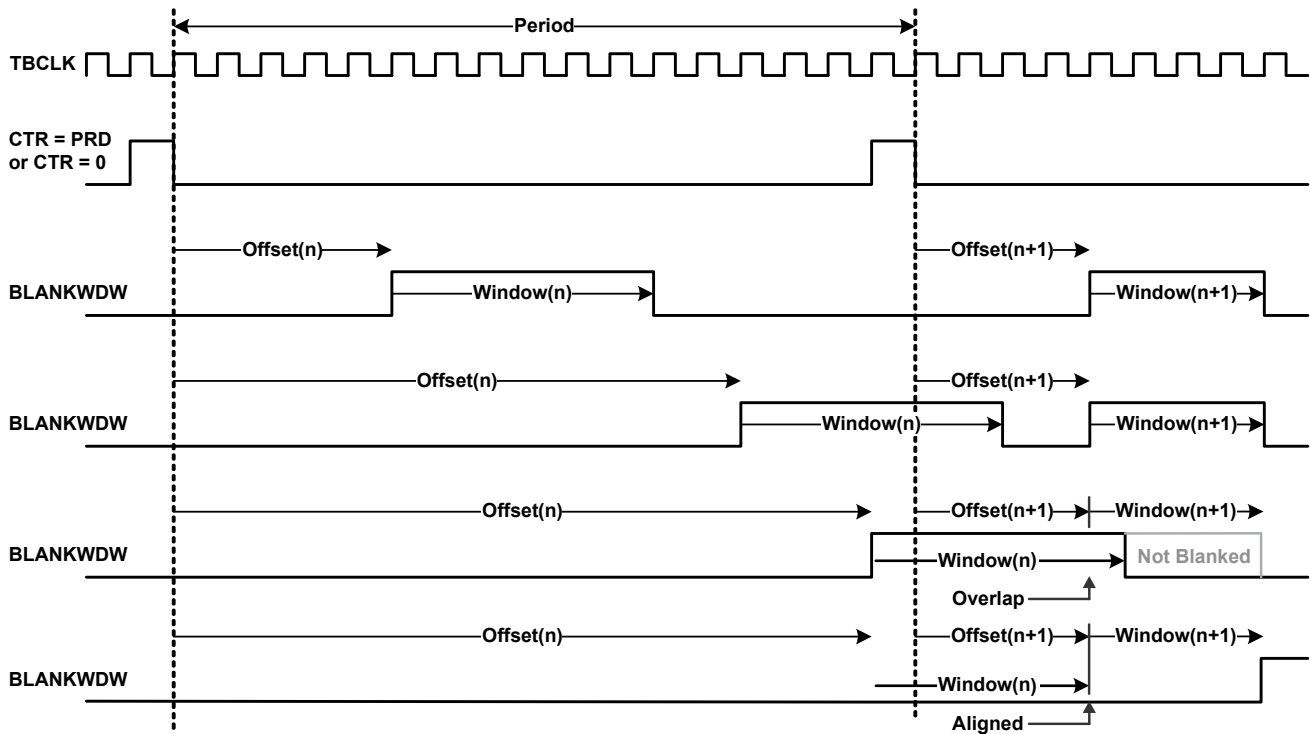 Period
TBCLK
CTR = PRD
or CTR = 0
Offset(n)
Offset(n+1)
BLANKWDW
Window(n)
Window(n+1)
Offset(n)
Offset(n+1)
BLANKWDW
Window(n)
Window(n+1)
Offset(n)
Offset(n+1)
Window(n+1)
BLANKWDW
Window(n)
Not Blanked
Overlap
Offset(n)
Offset(n+1)
Window(n+1)
BLANKWDW
Window(n)
Aligned